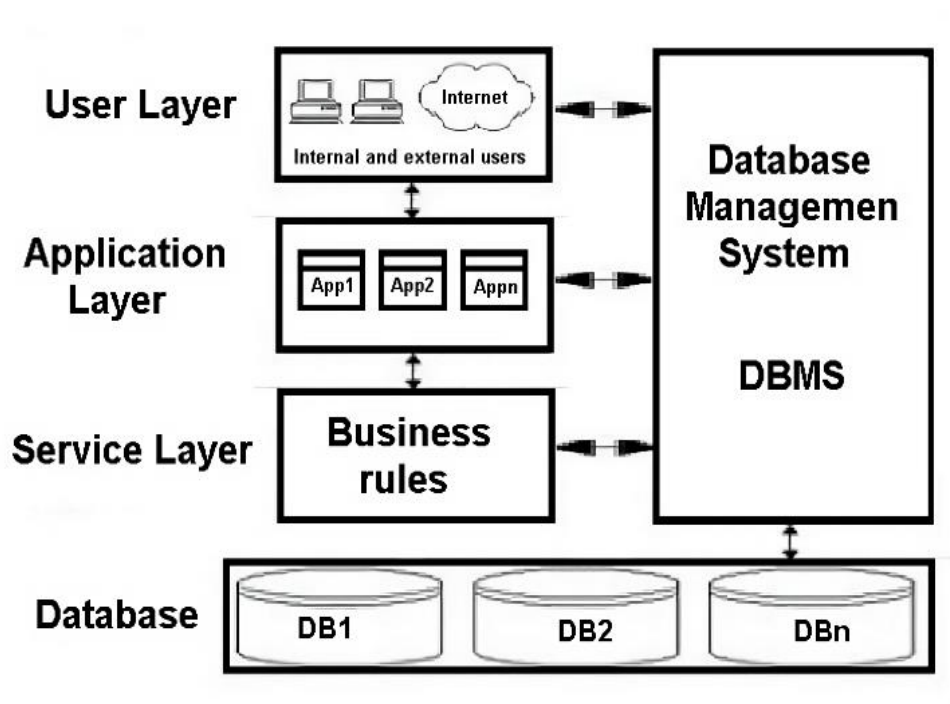 User Layer
Internet
Internal and external users
Application
Layer
App1
App2
Appn
Service Layer
Business
rules
Database
Managemen
System
DBMS
Database
DB1
DB2
DBn